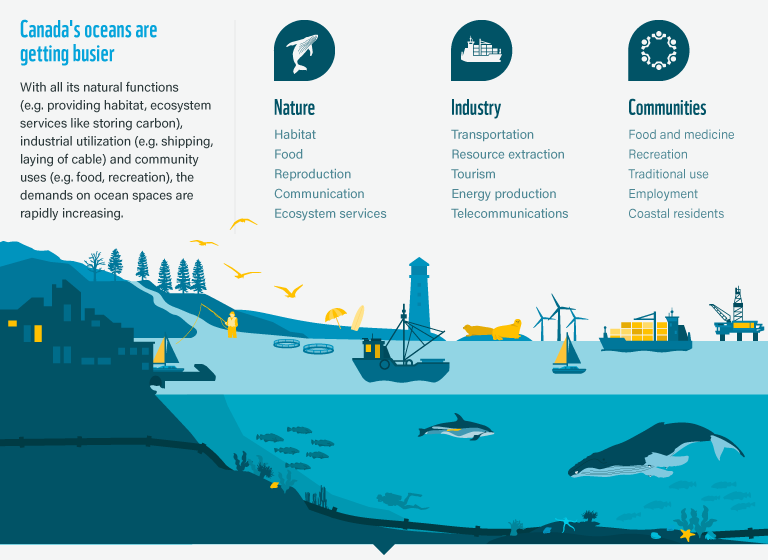 Canada's oceans are
getting busier
With all its natural functions
(e.g. providing habitat, ecosystem
services like storing carbon),
industrial utilization (e.g. shipping,
laying of cable) and community
uses (e.g. food, recreation), the
demands on ocean spaces are
rapidly increasing.
Nature
Habitat
Food
Reproduction
Communication
Ecosystem services
Industry
Transportation
Resource extraction
Tourism
Energy production
Telecommunications
Communities
Food and medicine
Recreation
Traditional use
Employment
Coastal residents